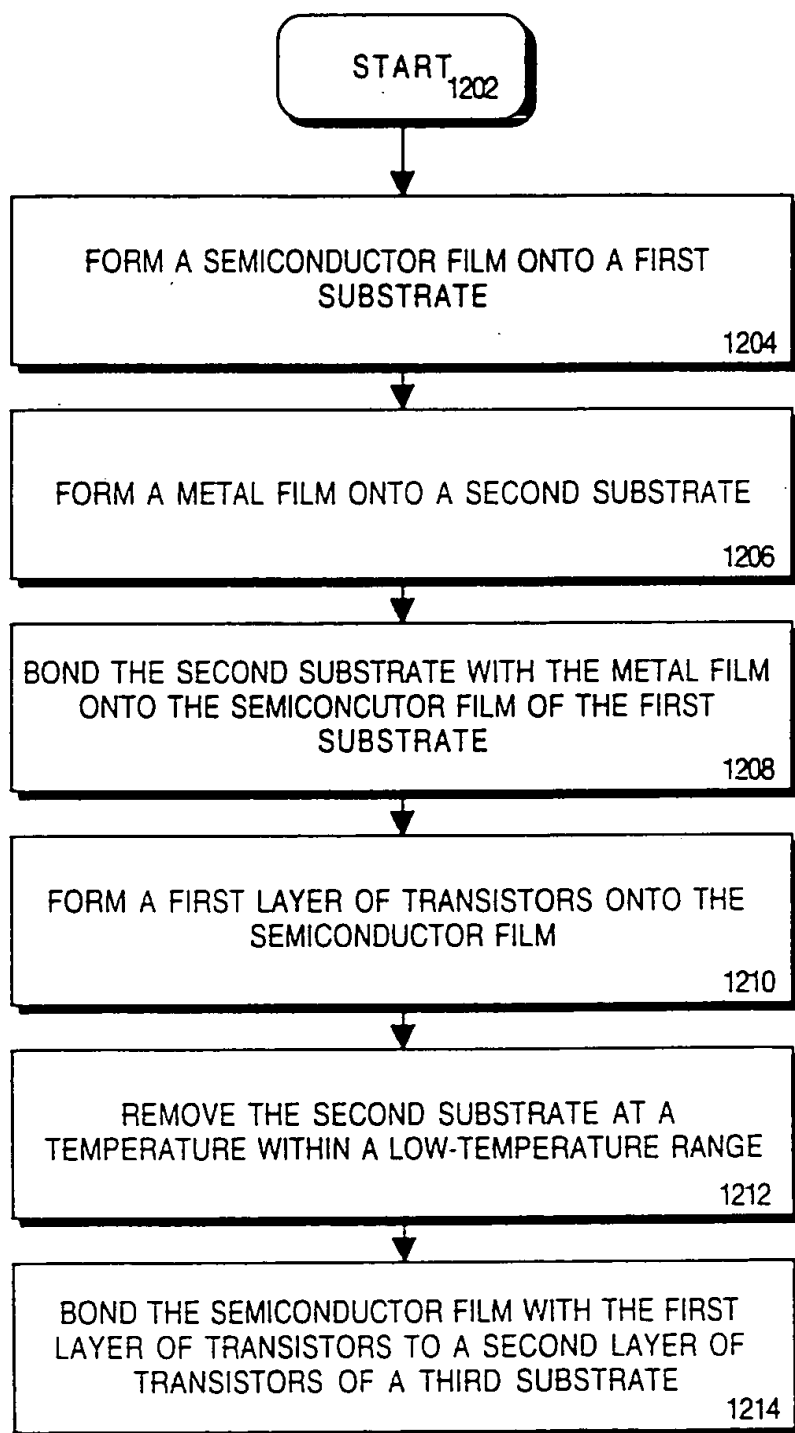 START
1202
FORM A SEMICONDUCTOR FILM ONTO A FIRST
SUBSTRATE
1204
FORM A METAL FILM ONTO A SECOND SUBSTRATE
1206
BOND THE SECOND SUBSTRATE WITH THE METAL FILM
ONTO THE SEMICONCUTOR FILM OF THE FIRST
SUBSTRATE
1208
FORM A FIRST LAYER OF TRANSISTORS ONTO THE
SEMICONDUCTOR FILM
1210
REMOVE THE SECOND SUBSTRATE AT A
TEMPERATURE WITHIN A LOW-TEMPERATURE RANGE
1212
BOND THE SEMICONDUCTOR FILM WITH THE FIRST
LAYER OF TRANSISTORS TO A SECOND LAYER OF
TRANSISTORS OF A THIRD SUBSTRATE
1214